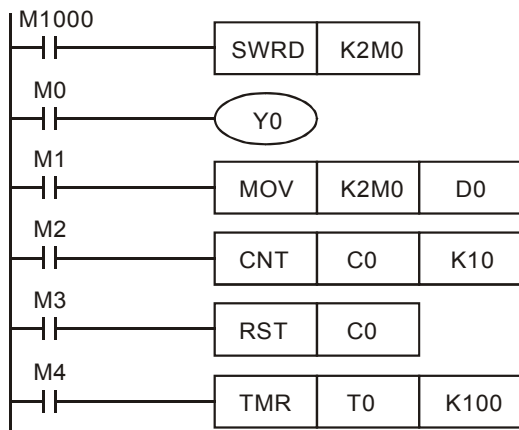 M1000
SWRD K2M0
M0
Y0
M1
MOV K2M0 D0
M2
CNT C0 K10
M3
RST C0
M4
TMR T0 K100